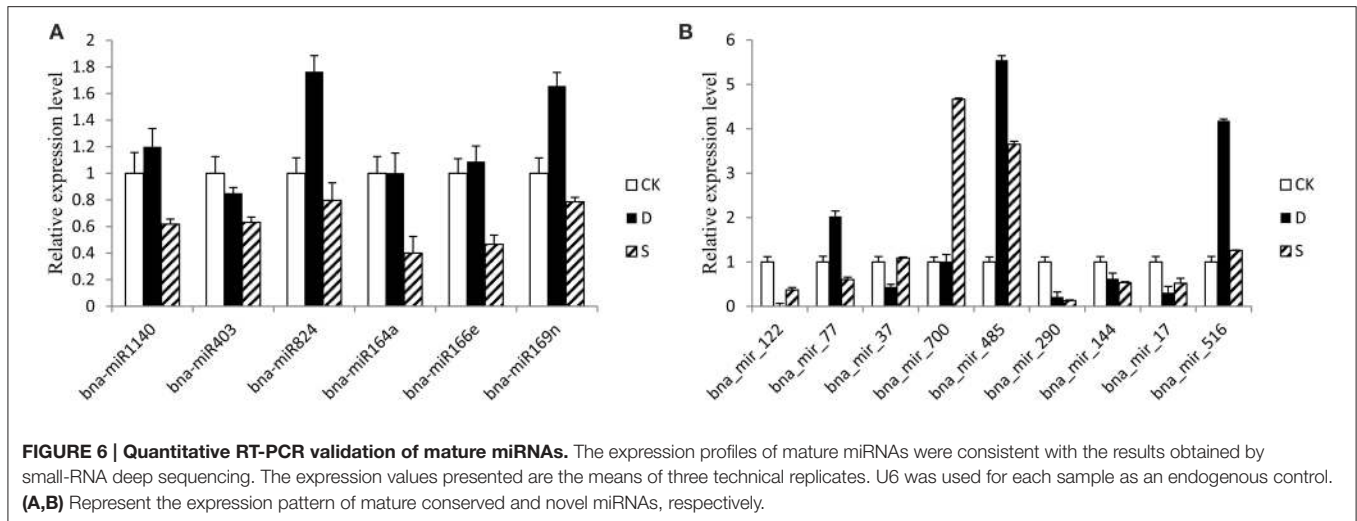 A
Relative expression level
2
1.8
1.6
1.4
1.2
1
0.8
0.6
0.4
0.2
0
bna-miR1140
bna-miR403
bna-miR824
bna-miR164a
bna-miR166e
bna-miR169n
CK
D
S
B
Relative expression level
6
5
4
3
2
1
0
bna_mir_122
bna_mir_77
bna_mir_37
bna_mir_700
bna_mir_485
bna_mir_290
bna_mir_144
bna_mir_17
bna_mir_516
CK
D
S
FIGURE 6 | Quantitative RT-PCR validation of mature miRNAs. The expression profiles of mature miRNAs were consistent with the results obtained by
small-RNA deep sequencing. The expression values presented are the means of three technical replicates. U6 was used for each sample as an endogenous control.
(A,B) Represent the expression pattern of mature conserved and novel miRNAs, respectively.